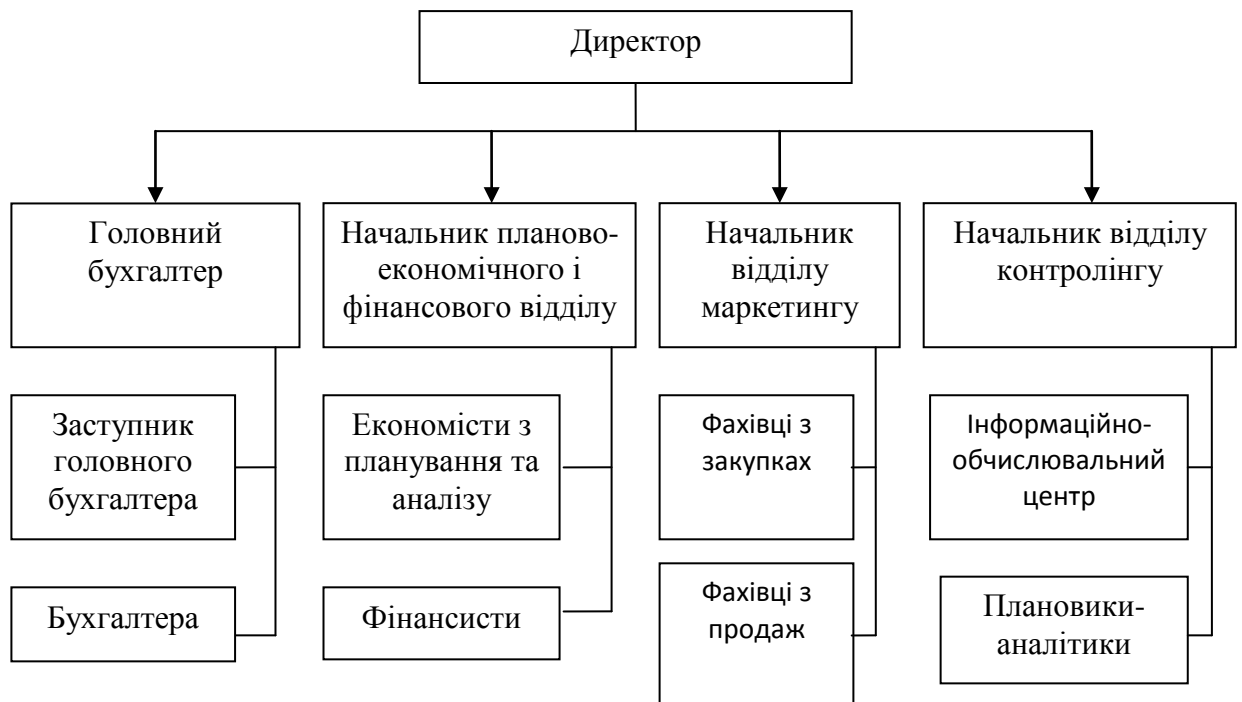 Директор
Головний
бухгалтер
Начальник планово-
економічного і
фінансового відділу
Начальник
відділу
маркетингу
Начальник відділу
контролінгу
Заступник
головного
бухгалтера
Економісти з
планування та
аналізу
Фахівці з
закупках
Інформаційно-
обчислювальний
центр
Бухгалтера
Фінансисти
Фахівці з
продаж
Плановики-
аналітики